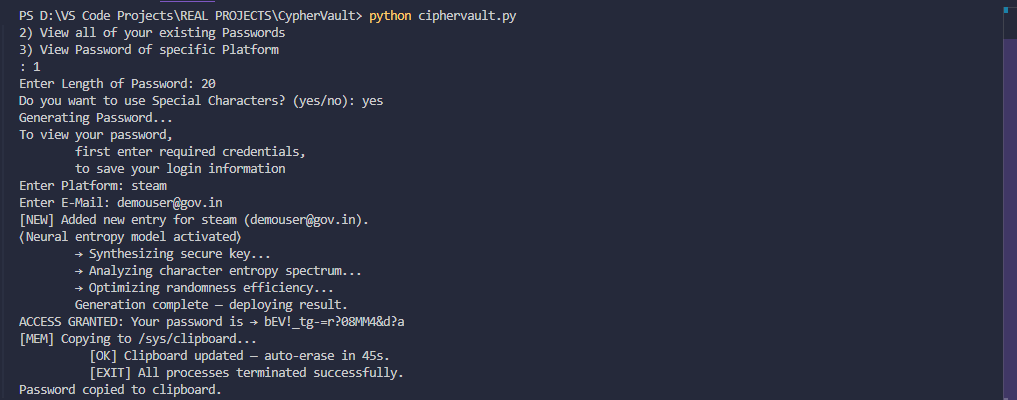 PS D:\VS Code Projects\REAL PROJECTS\CypherVault> python ciphervault.py
2) View all of your existing Passwords
3) View Password of specific Platform
: 1
Enter Length of Password: 20
Do you want to use Special Characters? (yes/no): yes
Generating Password...
To view your password,
first enter required credentials,
to save your login information
Enter Platform: steam
Enter E-Mail: demouser@gov.in
[NEW] Added new entry for steam (demouser@gov.in).
⟨Neural entropy model activated⟩
→ Synthesizing secure key...
→ Analyzing character entropy spectrum...
→ Optimizing randomness efficiency...
Generation complete — deploying result.
ACCESS GRANTED: Your password is → bEV!_tg-=r?08MM4&d?a
[MEM] Copying to /sys/clipboard...
[OK] Clipboard updated — auto-erase in 45s.
[EXIT] All processes terminated successfully.
Password copied to clipboard.